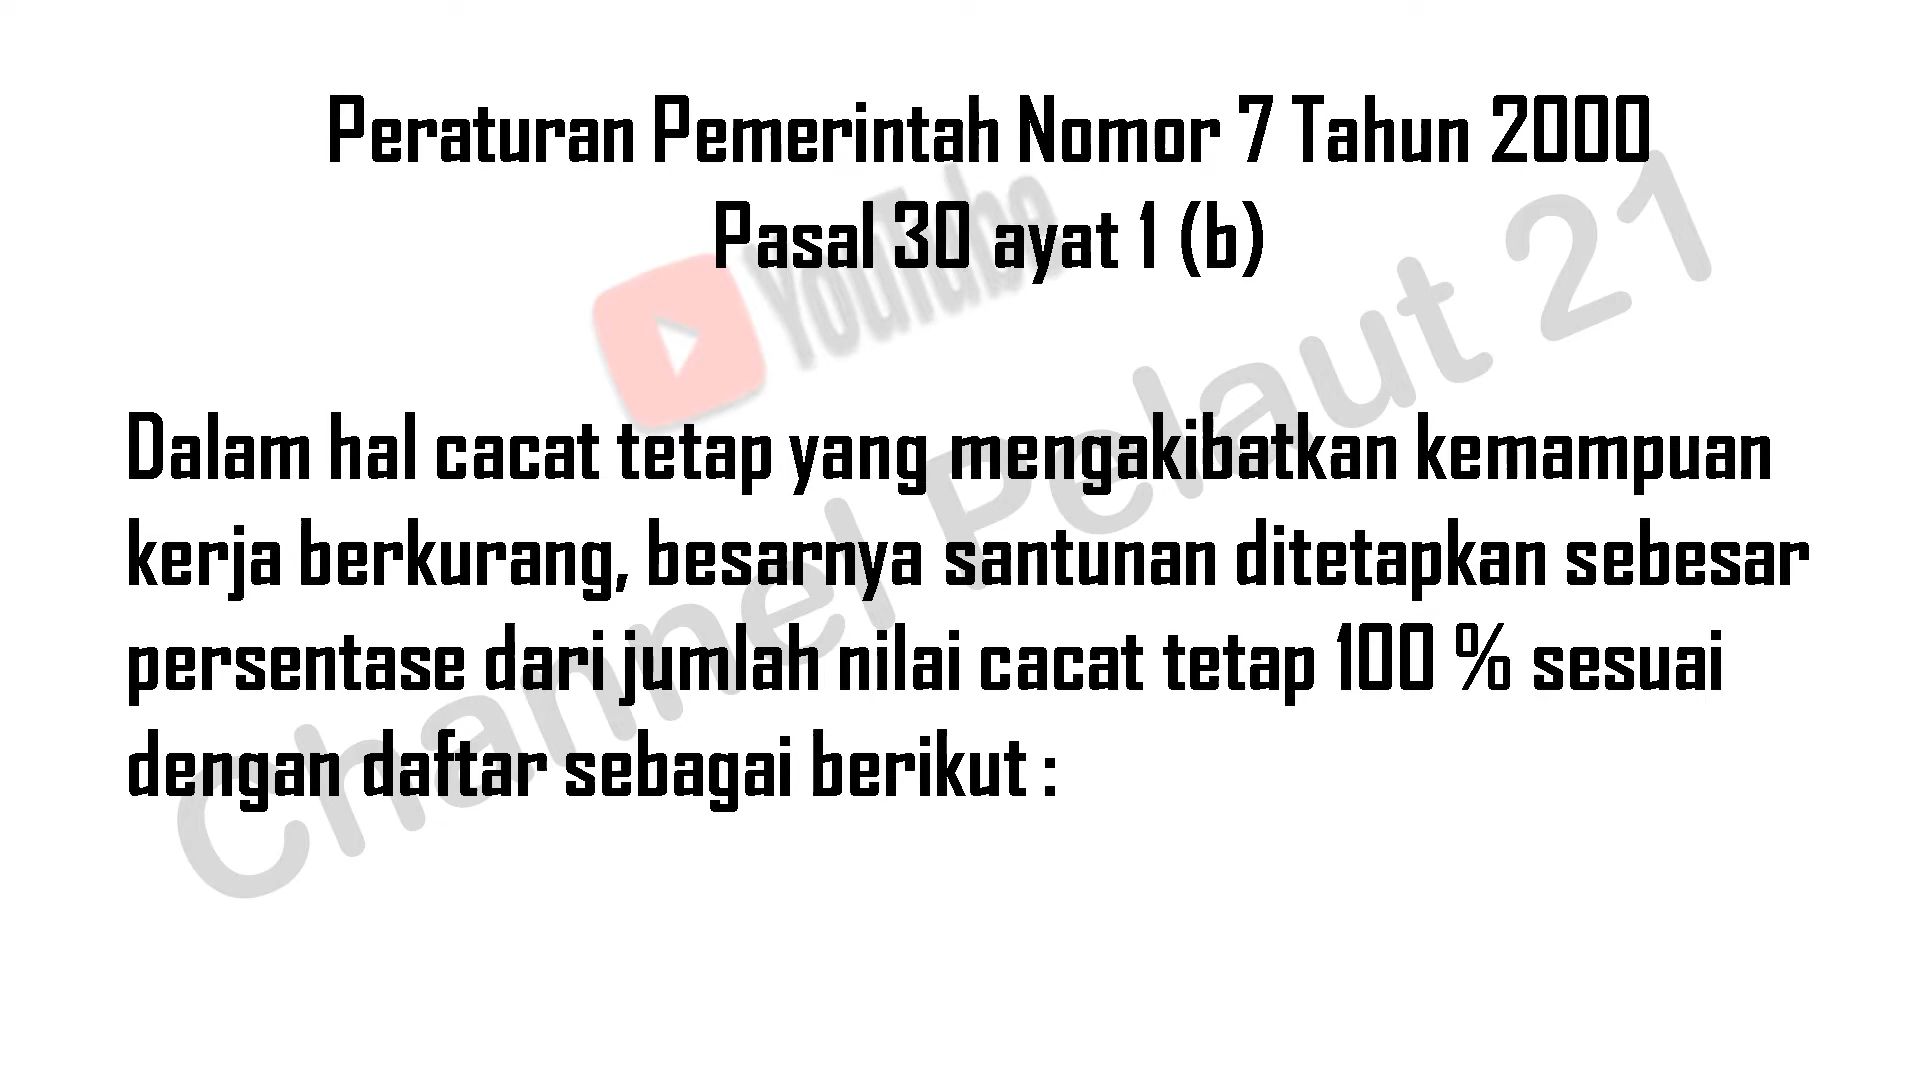 Peraturan Pemerintah Nomor 7 Tahun 2000
Pasal 30 ayat 1 (b)
YouTube
Channel Pelaut 21
Dalam hal cacat tetap yang mengakibatkan kemampuan
kerja berkurang, besarnya santunan ditetapkan sebesar
persentase dari jumlah nilai cacat tetap 100 % sesuai
dengan daftar sebagai berikut :